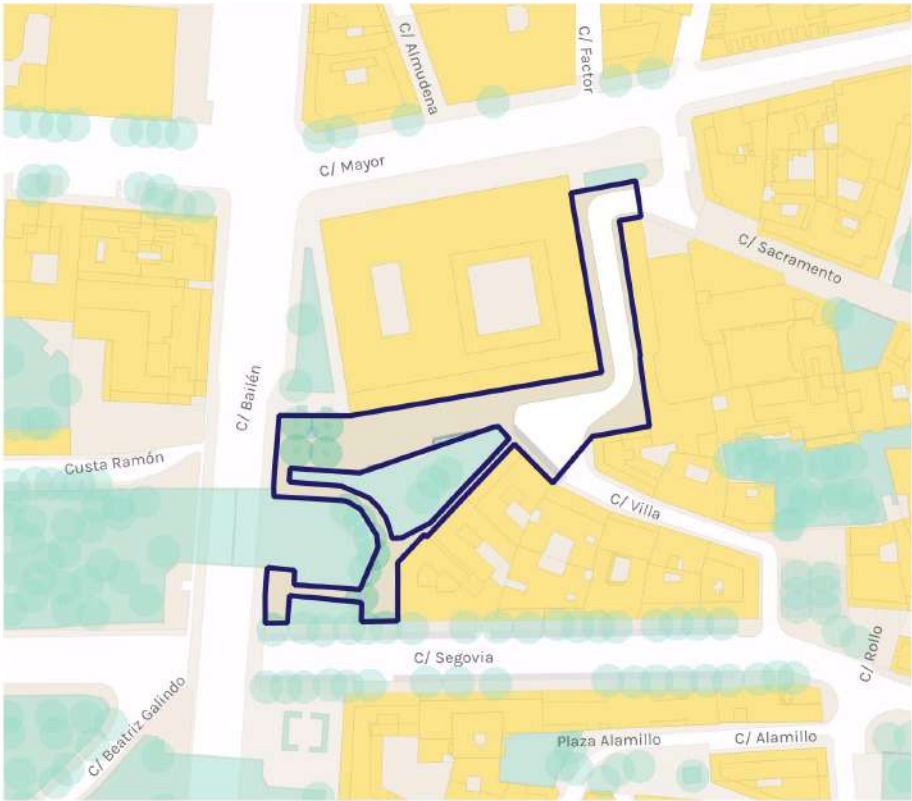 C/ Almudena
C/ Factor
C/ Mayor
C/ Sacramento
C/ Bailén
Custa Ramón
C/ Villa
C/ Segovia
C/ Rollo
C/ Beatriz Galindo
Plaza Alamillo
C/ Alamillo